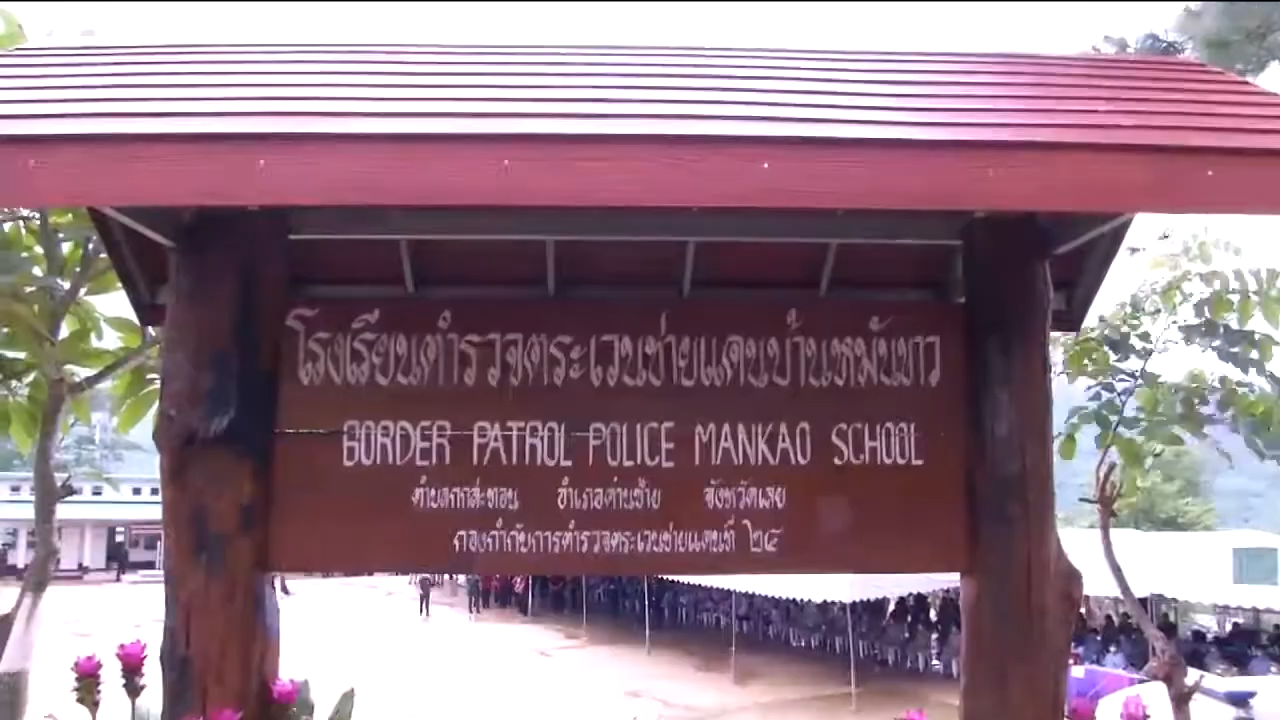 โรงเรียนตำรวจตระเวนชายแดนบ้านหมันขาว
BORDER PATROL POLICE MANKAO SCHOOL
ตำบลกกสะทอน อำเภอด่านซ้าย จังหวัดเลย
กองกำกับการตำรวจตระเวนชายแดนที่ ๒๔